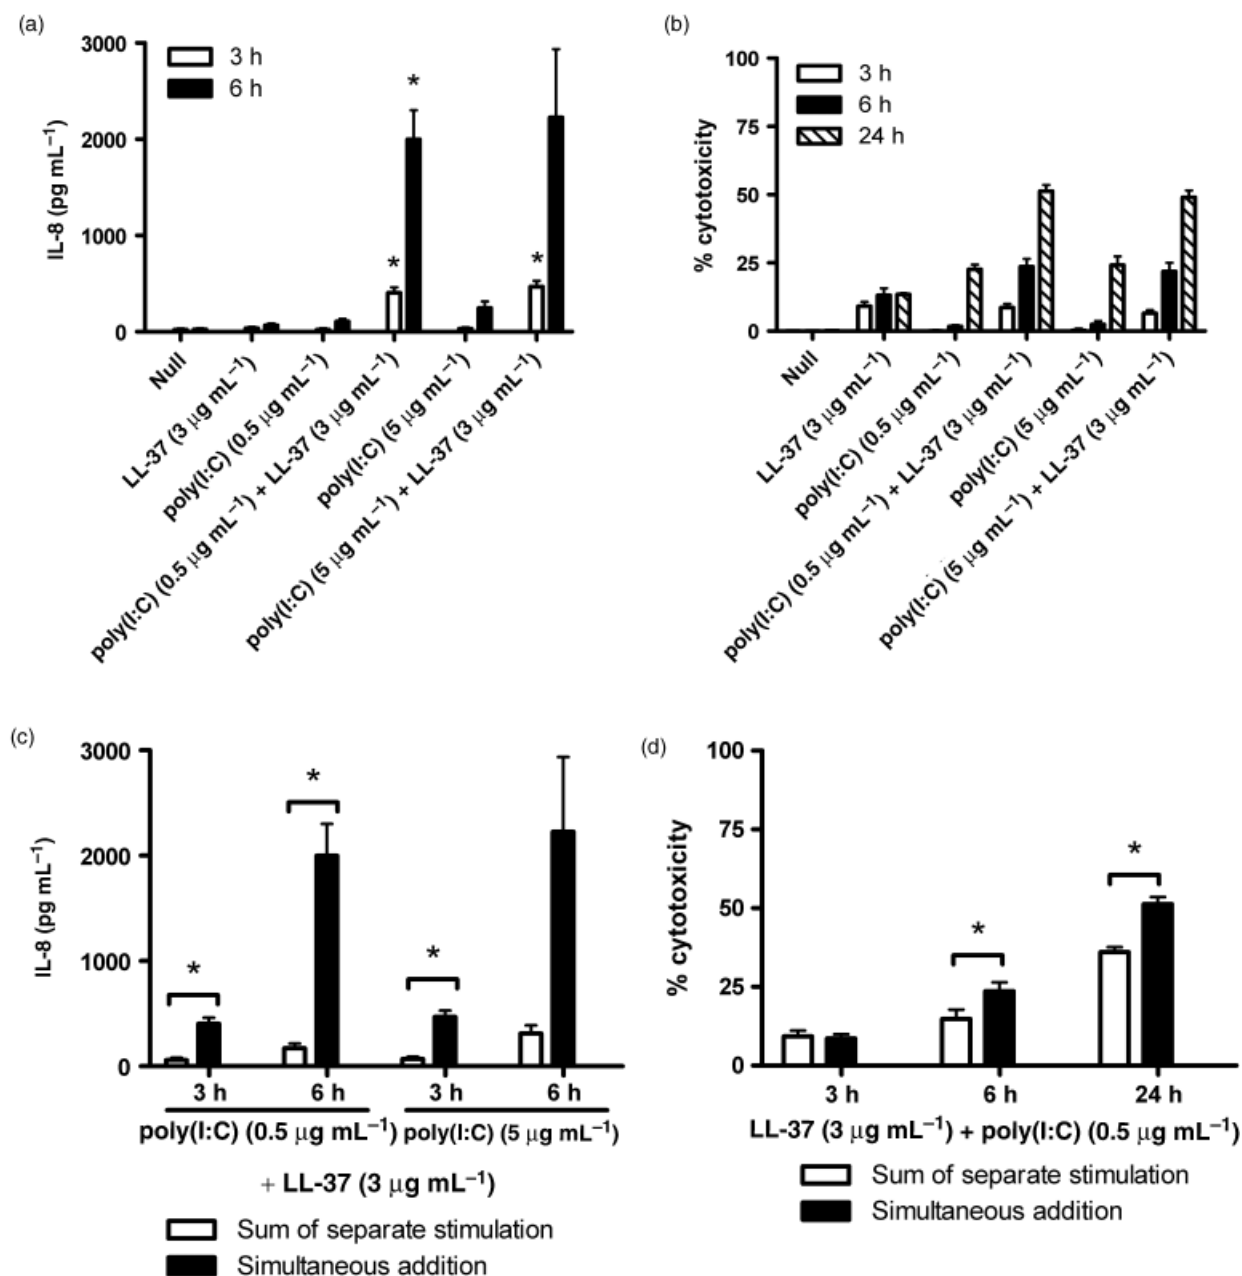 (a)
3000
2000
1000
0
IL-8 (pg mL⁻¹)
3 h
6 h
*
*
*
Null
LL-37 (3 µg mL⁻¹)
poly(I:C) (0.5 µg mL⁻¹)
poly(I:C) (0.5 µg mL⁻¹) + LL-37 (3 µg mL⁻¹)
poly(I:C) (5 µg mL⁻¹)
poly(I:C) (5 µg mL⁻¹) + LL-37 (3 µg mL⁻¹)
(b)
100
75
50
25
0
% cytotoxicity
3 h
6 h
24 h
Null
LL-37 (3 µg mL⁻¹)
poly(I:C) (0.5 µg mL⁻¹)
poly(I:C) (0.5 µg mL⁻¹) + LL-37 (3 µg mL⁻¹)
poly(I:C) (5 µg mL⁻¹)
poly(I:C) (5 µg mL⁻¹) + LL-37 (3 µg mL⁻¹)
(c)
3000
2000
1000
0
IL-8 (pg mL⁻¹)
*
*
*
3 h 6 h 3 h 6 h
poly(I:C) (0.5 µg mL⁻¹) poly(I:C) (5 µg mL⁻¹)
+ LL-37 (3 µg mL⁻¹)
Sum of separate stimulation
Simultaneous addition
(d)
100
75
50
25
0
% cytotoxicity
*
*
3 h 6 h 24 h
LL-37 (3 µg mL⁻¹) + poly(I:C) (0.5 µg mL⁻¹)
Sum of separate stimulation
Simultaneous addition